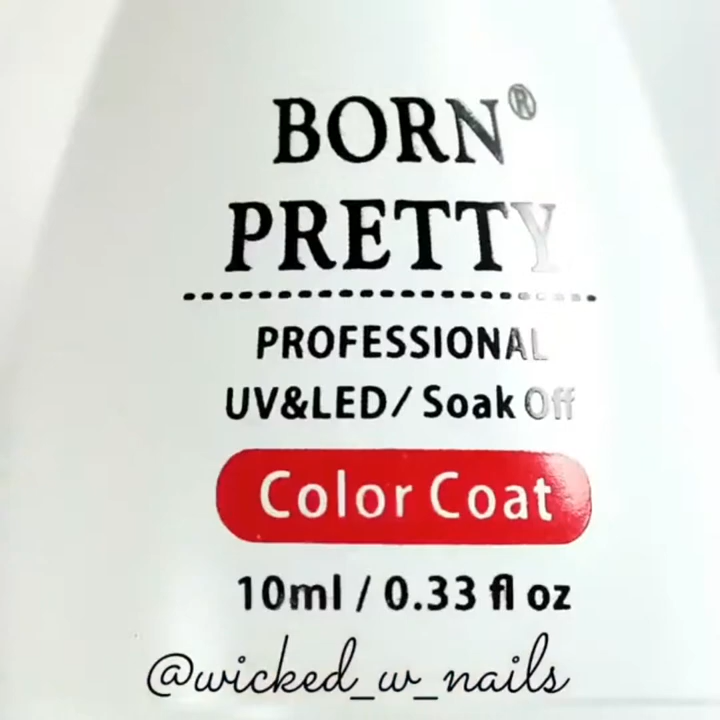 BORN®
PRETTY
PROFESSIONAL
UV&LED/ Soak Off
Color Coat
10ml / 0.33 fl oz
@wicked_w_nails